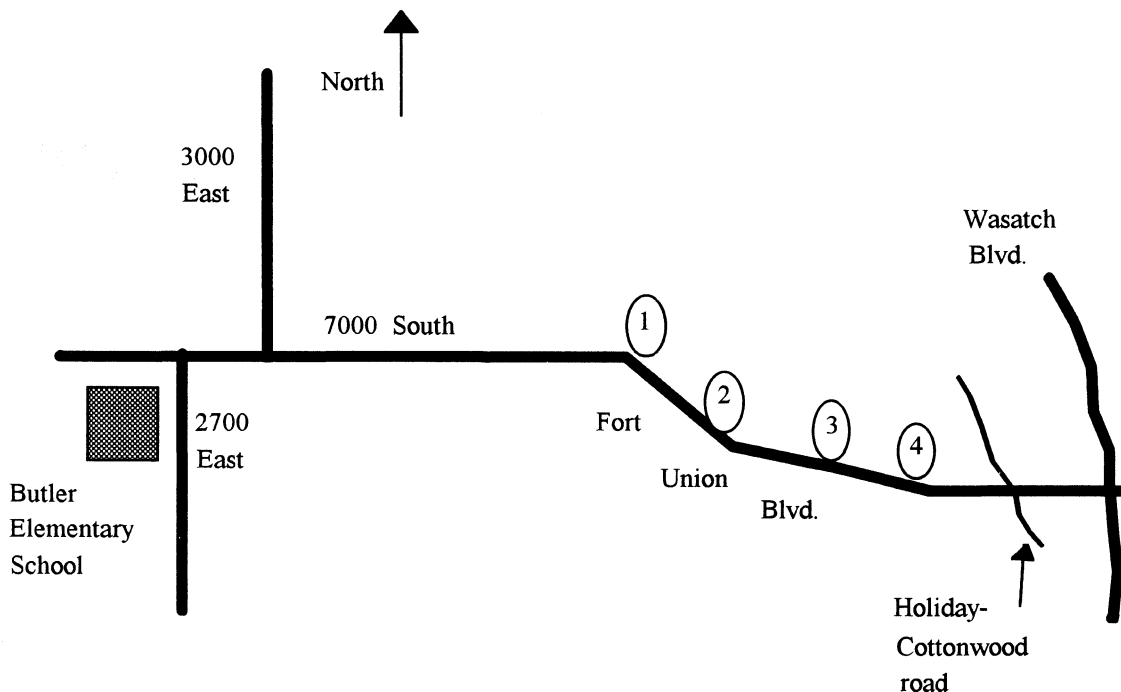 North
3000
East
Wasatch
Blvd.
7000 South
1
2
3
4
Fort
Union
Blvd.
2700
East
Butler
Elementary
School
Holiday-
Cottonwood
road